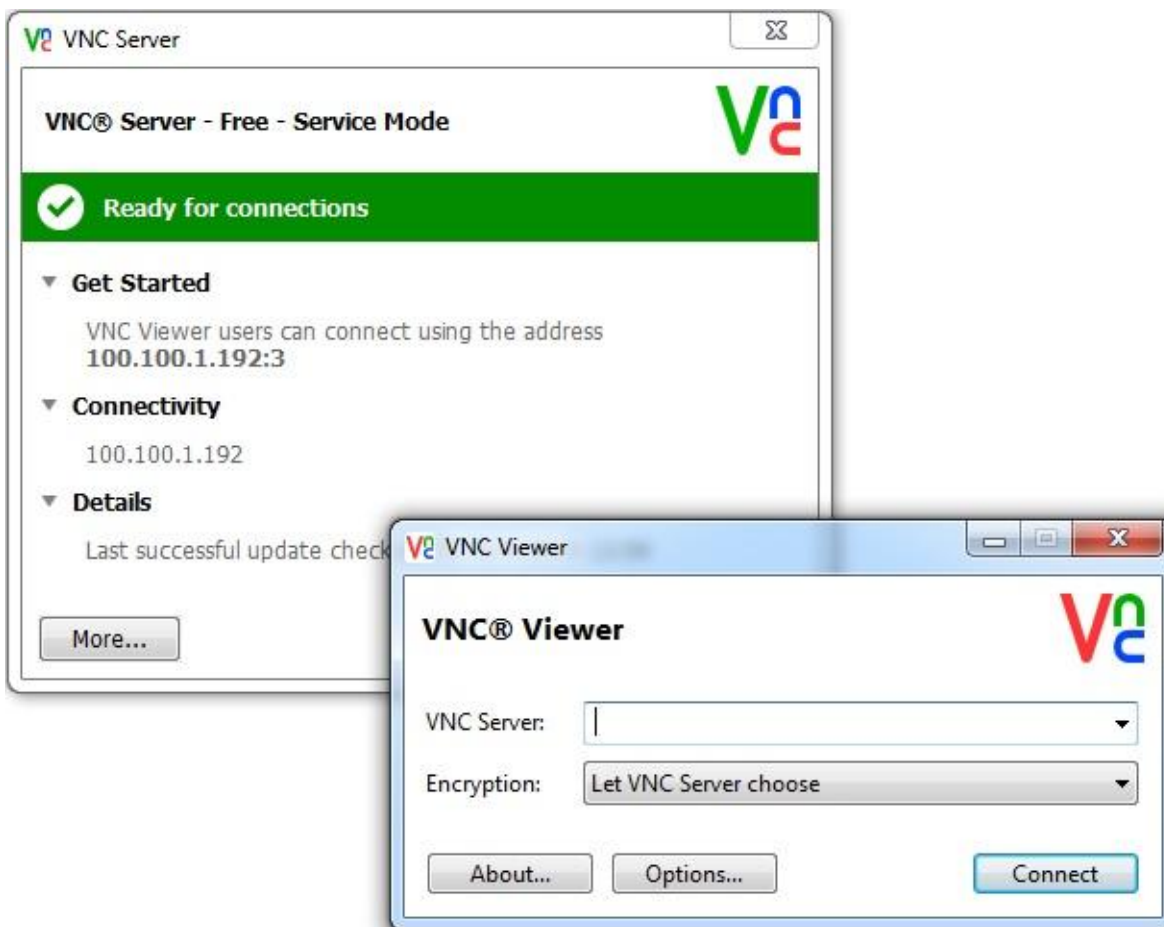 VNC Server
VNC® Server - Free - Service Mode
Ready for connections
Get Started
VNC Viewer users can connect using the address
100.100.1.192:3
Connectivity
100.100.1.192
Details
Last successful update check
More...
VNC Viewer
VNC® Viewer
VNC Server:
Encryption: Let VNC Server choose
About... Options... Connect